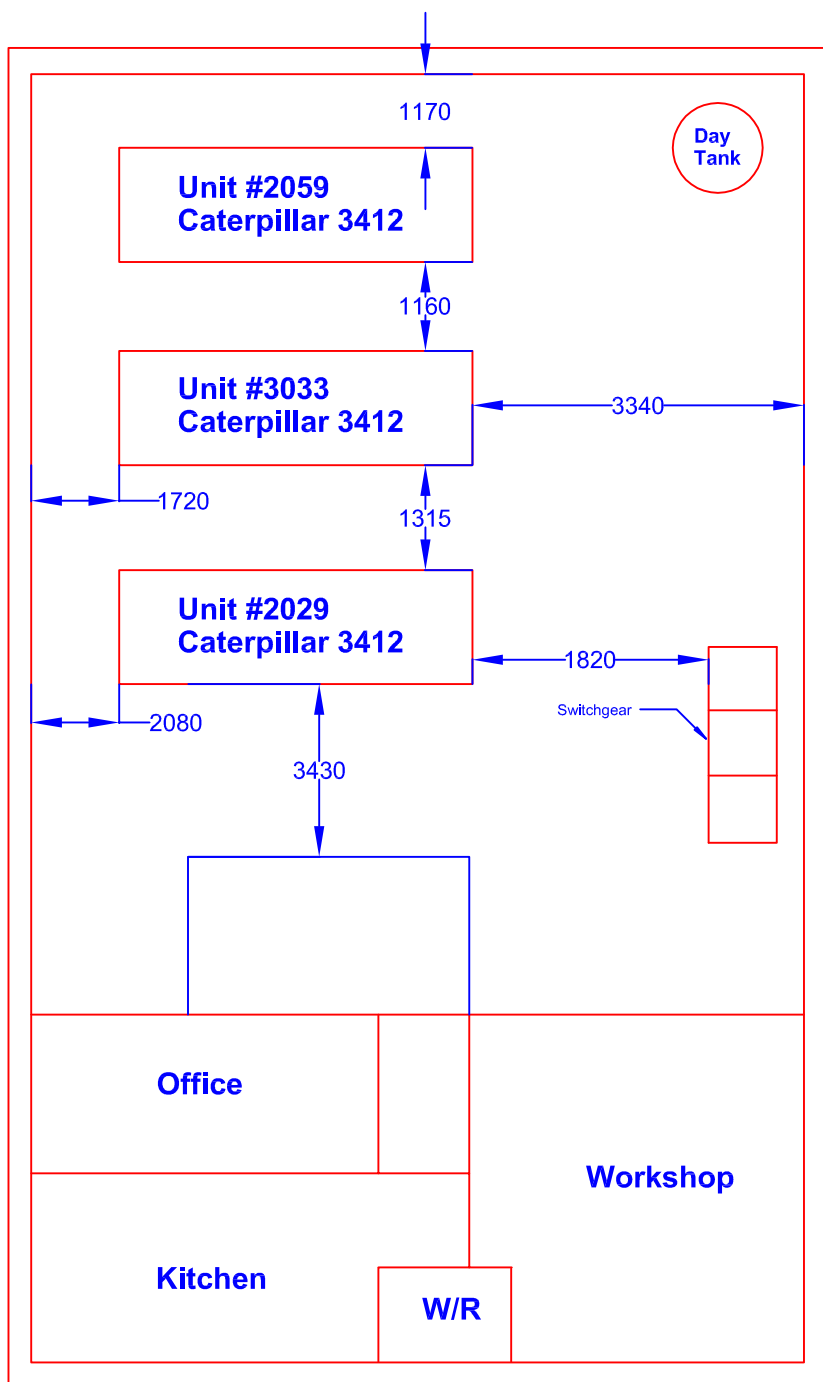 1170
Day
Tank
Unit #2059
Caterpillar 3412
1160
Unit #3033
Caterpillar 3412
3340
1720
1315
Unit #2029
Caterpillar 3412
1820
Switchgear
2080
3430
Office
Workshop
Kitchen
W/R